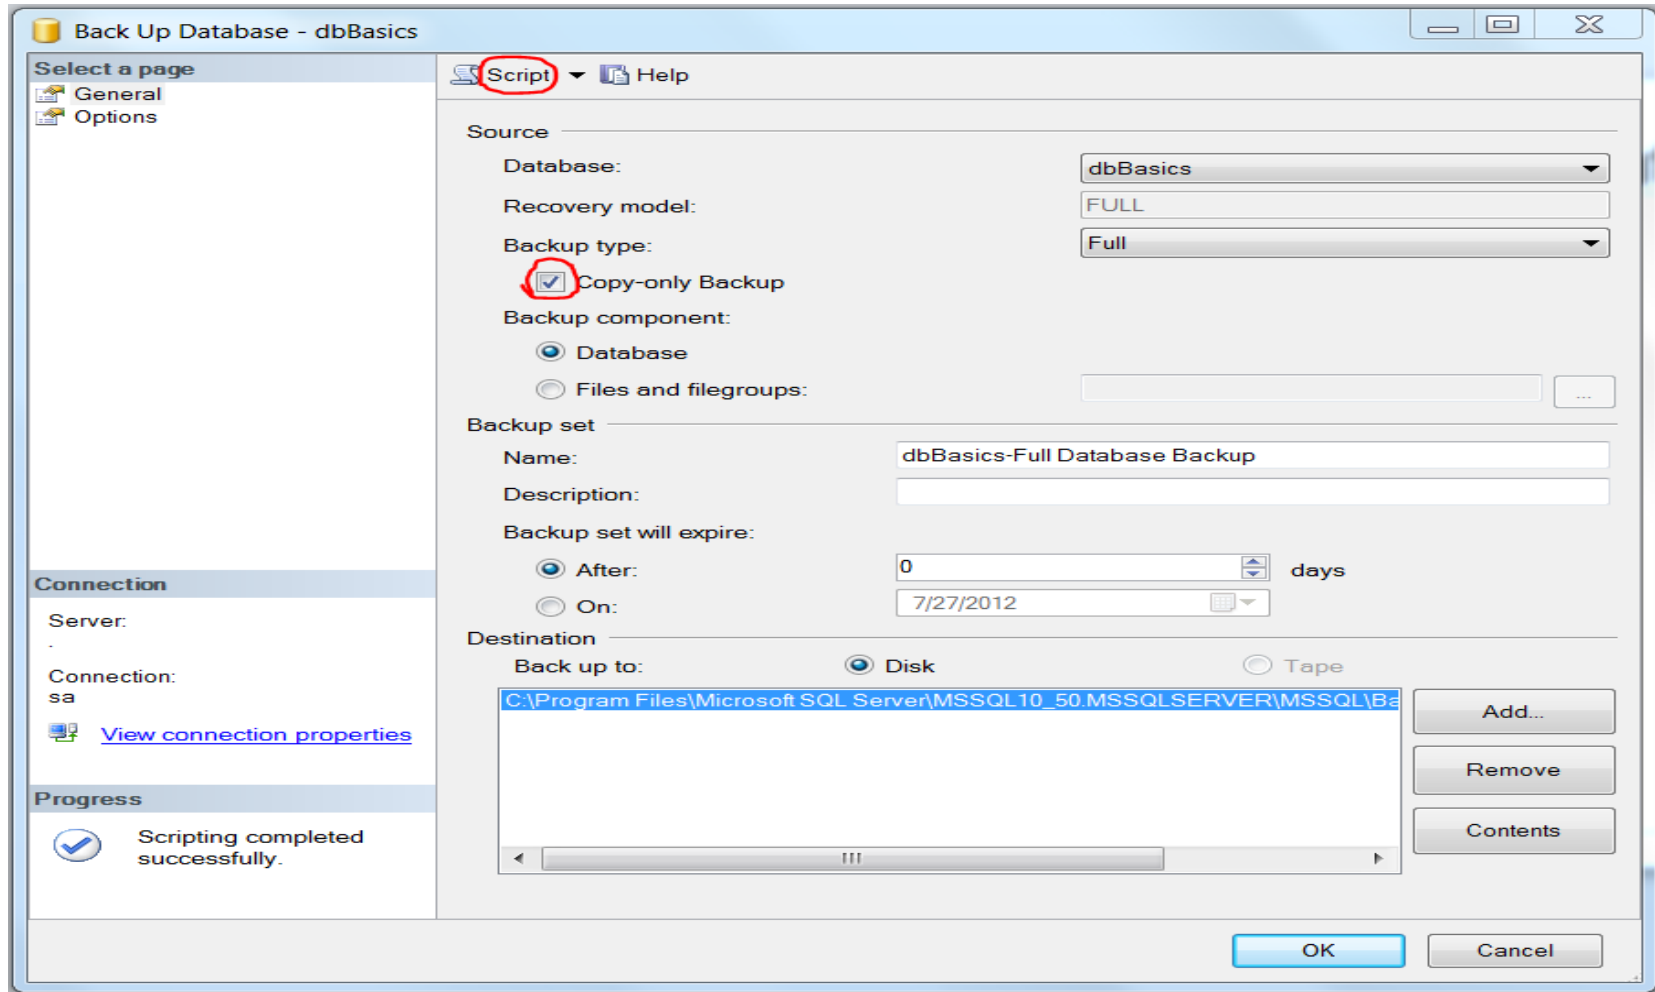 Back Up Database - dbBasics
Select a page
General
Options
Script Help
Source
Database: dbBasics
Recovery model: FULL
Backup type: Full
Copy-only Backup
Backup component:
Database
Files and filegroups: ...
Backup set
Name: dbBasics-Full Database Backup
Description:
Backup set will expire:
After: 0 days
On: 7/27/2012
Destination
Back up to: Disk Tape
C:\Program Files\Microsoft SQL Server\MSSQL10_50.MSSQLSERVER\MSSQL\Ba
Add...
Remove
Contents
Connection
Server:
.
Connection:
sa
View connection properties
Progress
Scripting completed
successfully.
OK Cancel